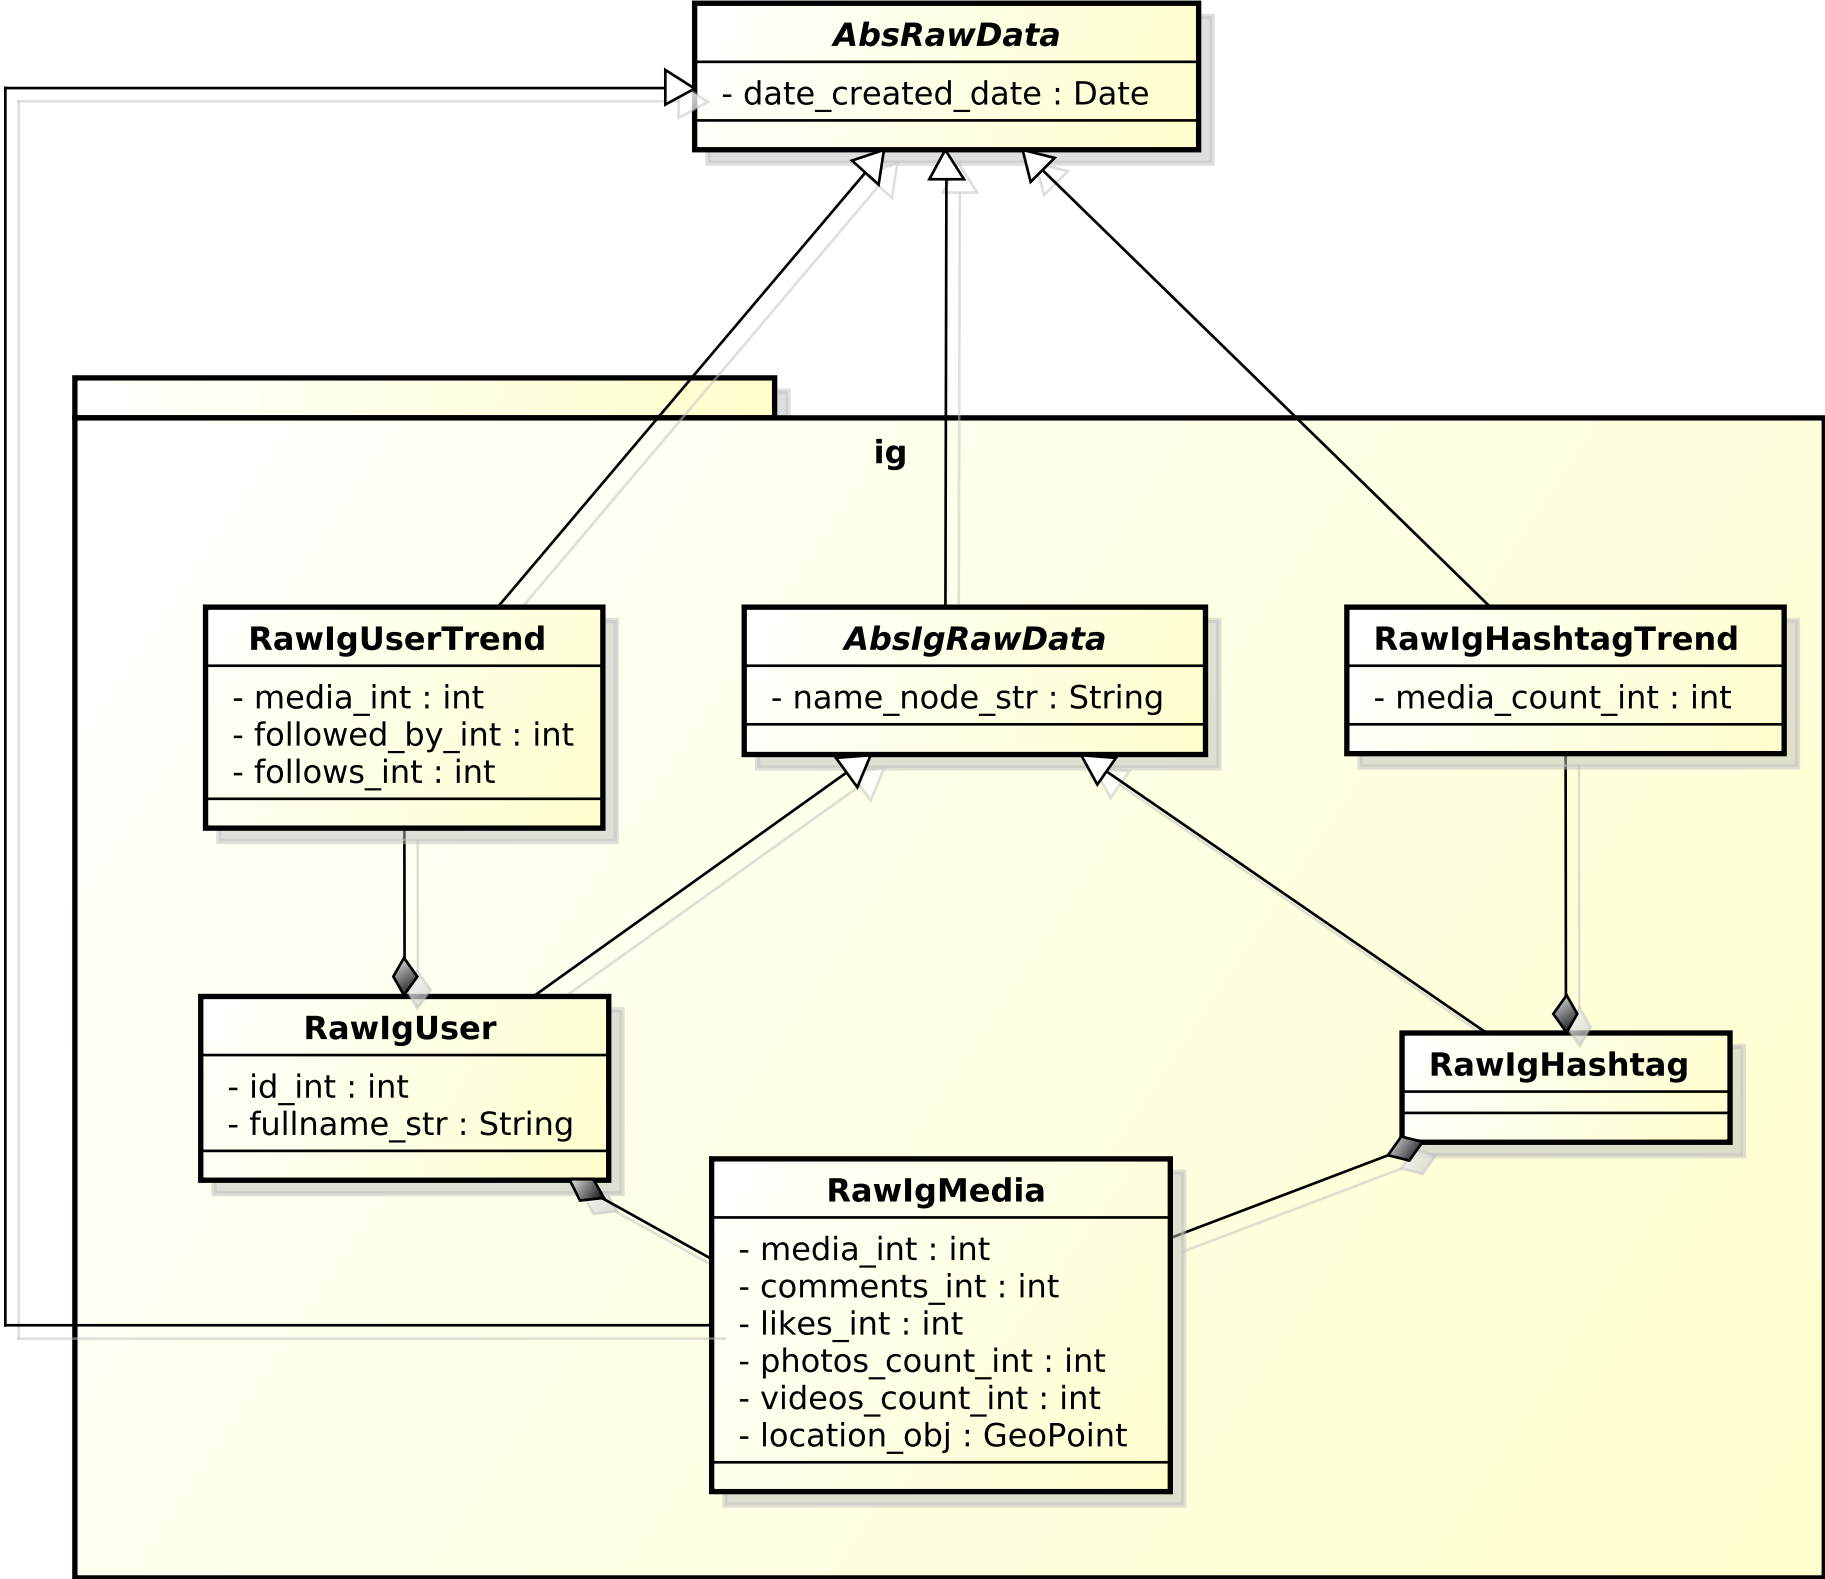 AbsRawData
- date_created_date : Date
ig
RawIgUserTrend
- media_int : int
- followed_by_int : int
- follows_int : int
AbsIgRawData
- name_node_str : String
RawIgHashtagTrend
- media_count_int : int
RawIgUser
- id_int : int
- fullname_str : String
RawIgHashtag
RawIgMedia
- media_int : int
- comments_int : int
- likes_int : int
- photos_count_int : int
- videos_count_int : int
- location_obj : GeoPoint